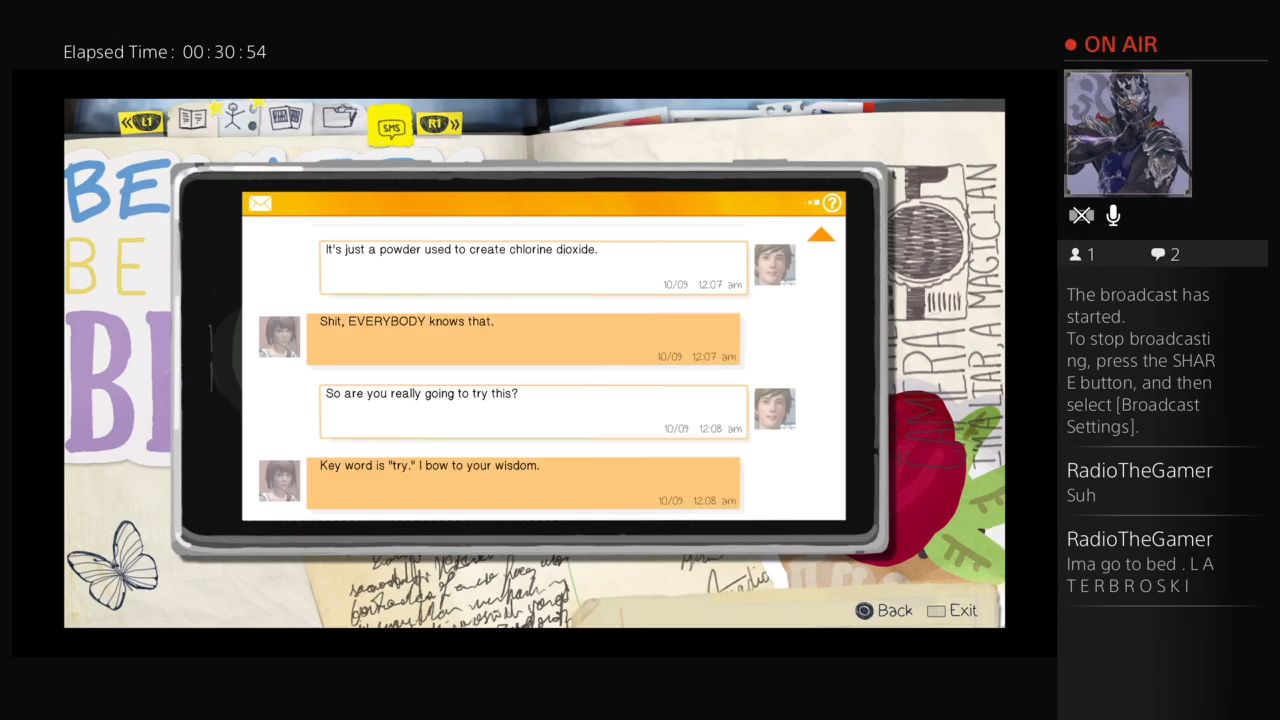 Elapsed Time: 00:30:54
ON AIR
L1
SMS
R1
BE
BE
B
It's just a powder used to create chlorine dioxide.
10/09 12:07 am
Shit, EVERYBODY knows that.
10/09 12:07 am
So are you really going to try this?
10/09 12:08 am
Key word is "try." I bow to your wisdom.
10/09 12:08 am
A MAGICIAN
Back
Exit
1
2
The broadcast has
started.
To stop broadcasti
ng, press the SHAR
E button, and then
select [Broadcast
Settings].
RadioTheGamer
Suh
RadioTheGamer
Ima go to bed . L A
T E R B R O S K I